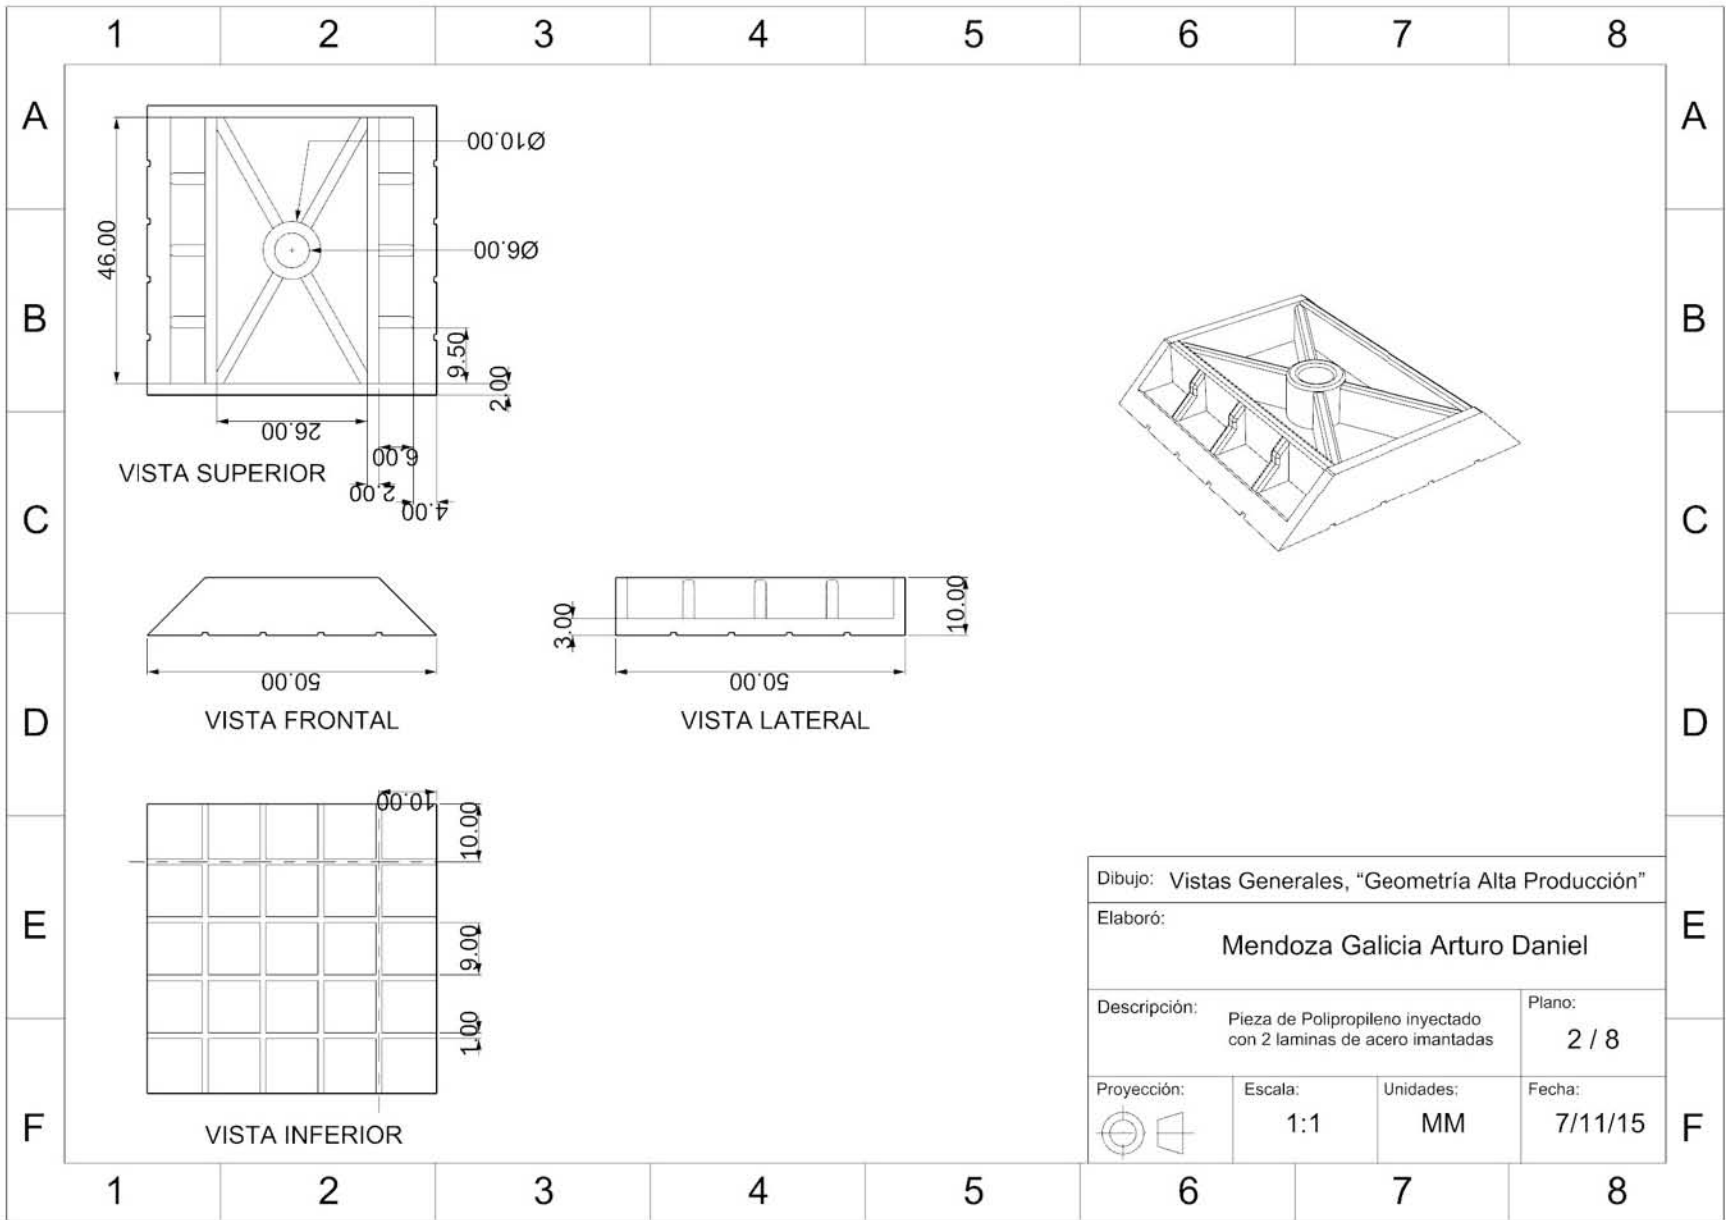 1 2 3 4 5 6 7 8
A A
Ø10.00
46.00
Ø6.00
B B
9.50
2.00
26.00
6.00
VISTA SUPERIOR
2.00
4.00
C C
10.00
3.00
50.00
50.00
VISTA FRONTAL
VISTA LATERAL
D D
10.00
10.00
9.00
1.00
E E
VISTA INFERIOR
F F
Dibujo: Vistas Generales, “Geometría Alta Producción”
Elaboró:
Mendoza Galicia Arturo Daniel
Descripción:
Pieza de Polipropileno inyectado
con 2 laminas de acero imantadas
Plano:
2 / 8
Proyección:
Escala:
1:1
Unidades:
MM
Fecha:
7/11/15
1 2 3 4 5 6 7 8